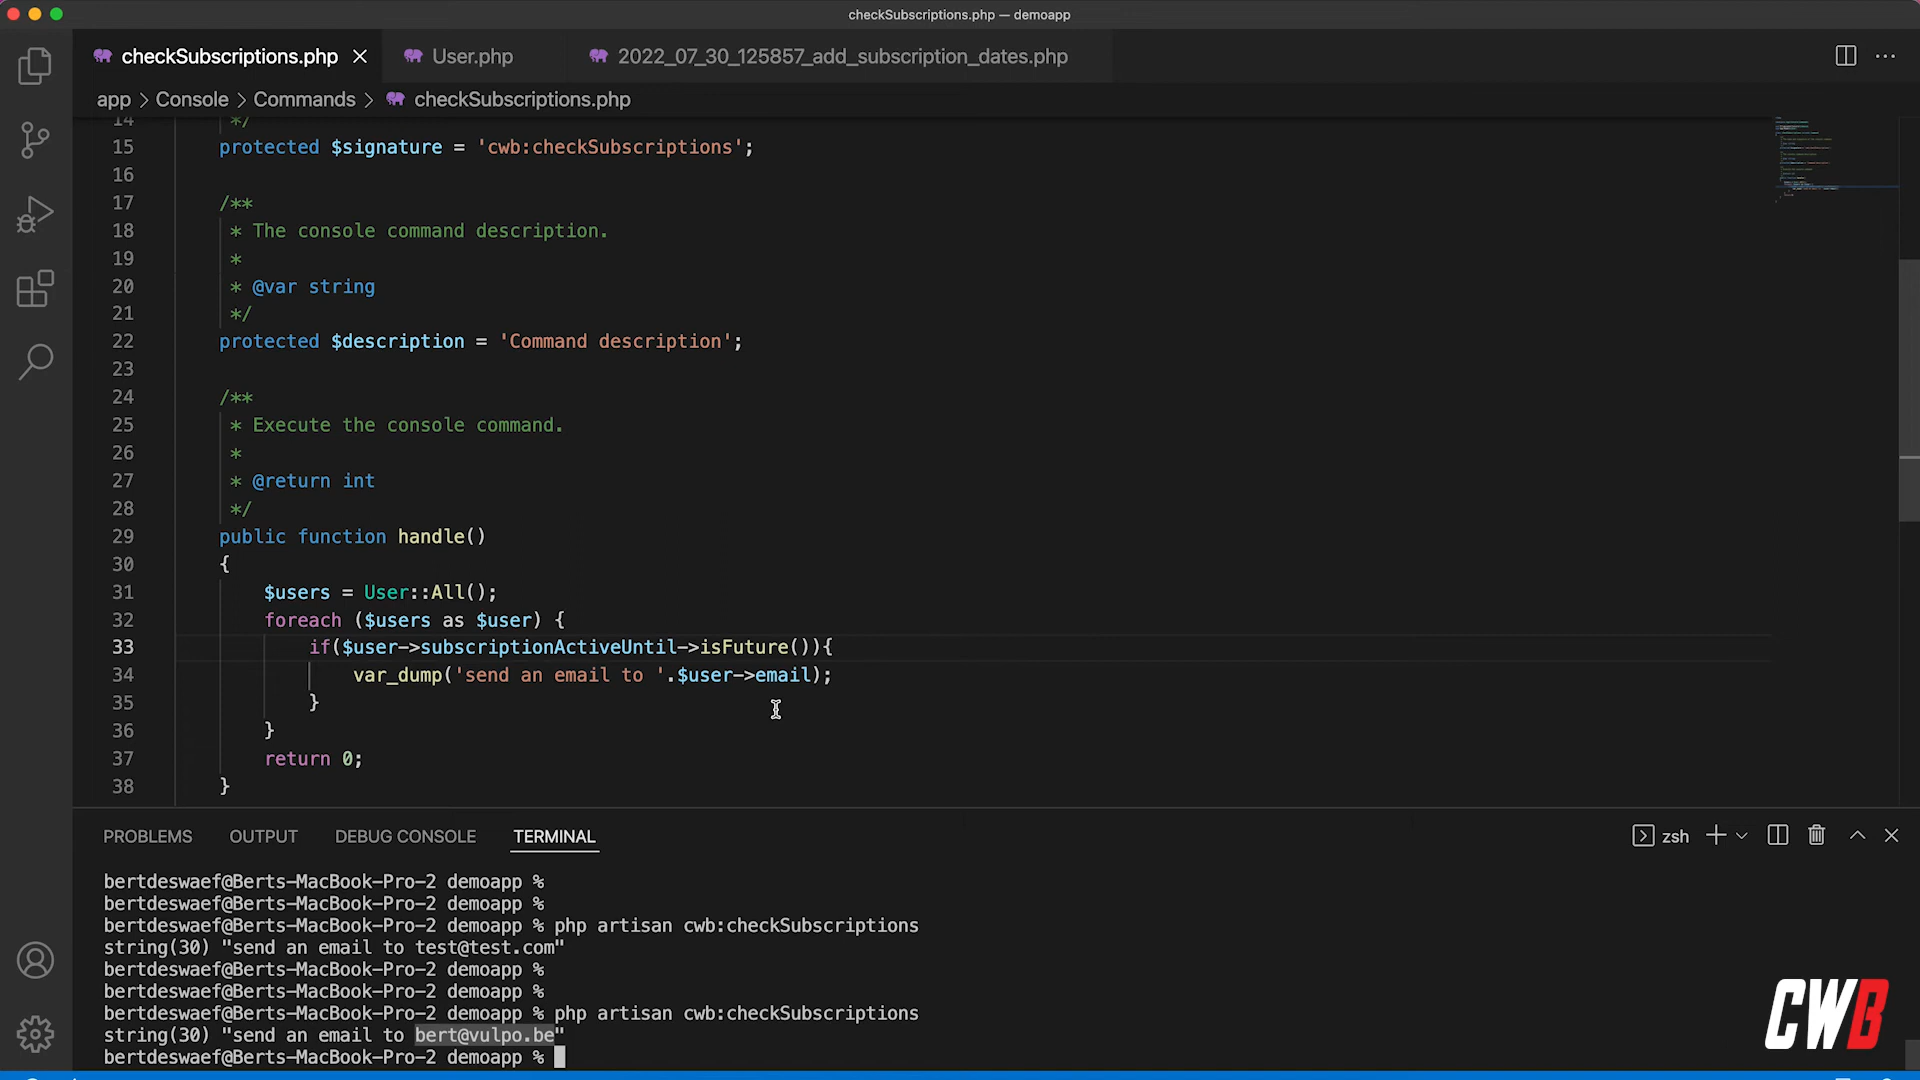 checkSubscriptions.php — demoapp
checkSubscriptions.php User.php 2022_07_30_125857_add_subscription_dates.php
app > Console > Commands > checkSubscriptions.php
14 */
15 protected $signature = 'cwb:checkSubscriptions';
16
17 /**
18 * The console command description.
19 *
20 * @var string
21 */
22 protected $description = 'Command description';
23
24 /**
25 * Execute the console command.
26 *
27 * @return int
28 */
29 public function handle()
30 {
31 $users = User::All();
32 foreach ($users as $user) {
33 if($user->subscriptionActiveUntil->isFuture()){
34 var_dump('send an email to '.$user->email);
35 }
36 }
37 return 0;
38 }
PROBLEMS OUTPUT DEBUG CONSOLE TERMINAL zsh
bertdeswaef@Berts-MacBook-Pro-2 demoapp %
bertdeswaef@Berts-MacBook-Pro-2 demoapp %
bertdeswaef@Berts-MacBook-Pro-2 demoapp % php artisan cwb:checkSubscriptions
string(30) "send an email to test@test.com"
bertdeswaef@Berts-MacBook-Pro-2 demoapp %
bertdeswaef@Berts-MacBook-Pro-2 demoapp %
bertdeswaef@Berts-MacBook-Pro-2 demoapp % php artisan cwb:checkSubscriptions
string(30) "send an email to bert@vulpo.be"
bertdeswaef@Berts-MacBook-Pro-2 demoapp %
CWB